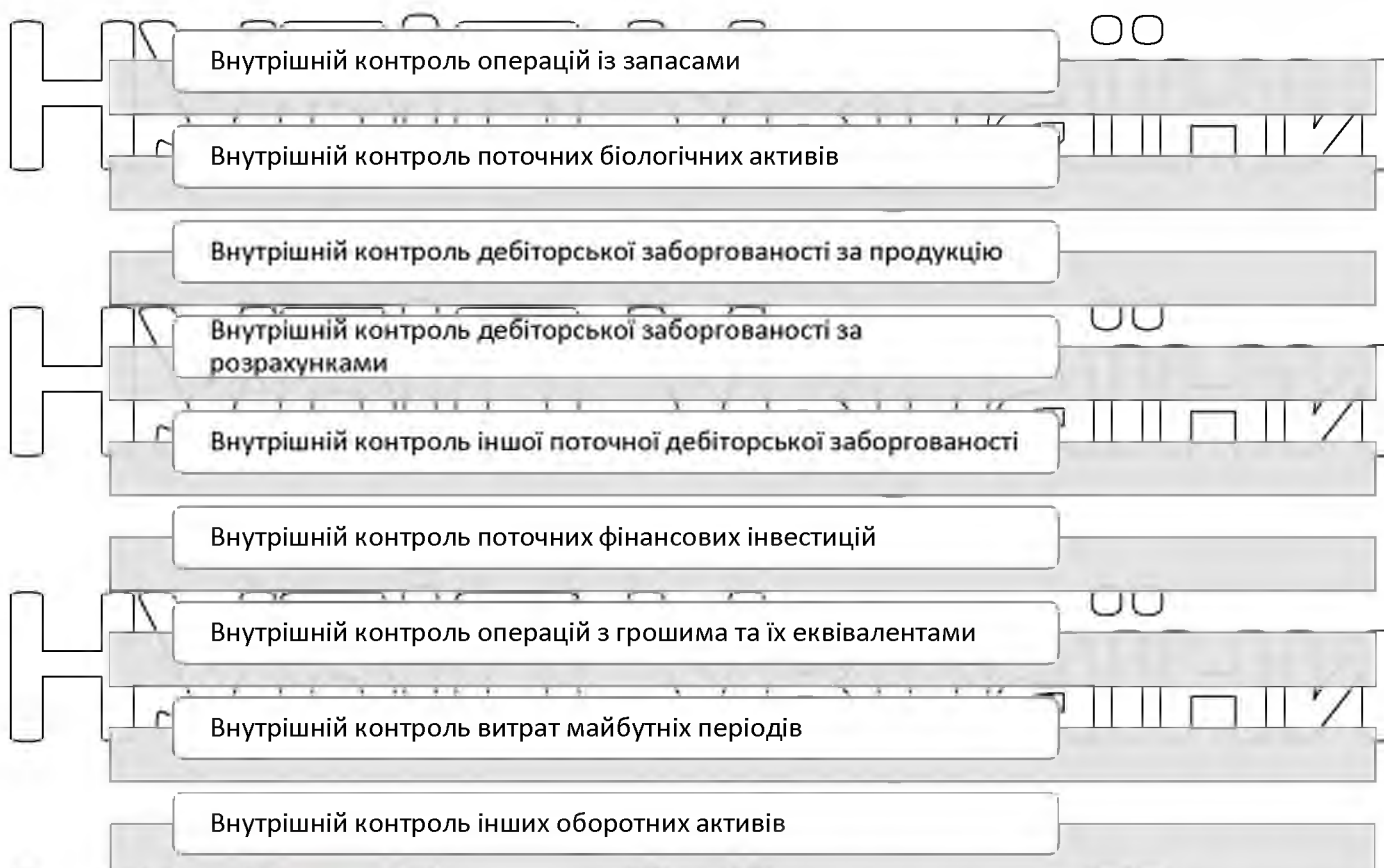 Внутрішній контроль операцій із запасами
Внутрішній контроль поточних біологічних активів
Внутрішній контроль дебіторської заборгованості за продукцію
Внутрішній контроль дебіторської заборгованості за
розрахунками
Внутрішній контроль іншої поточної дебіторської заборгованості
Внутрішній контроль поточних фінансових інвестицій
Внутрішній контроль операцій з грошима та їх еквівалентами
Внутрішній контроль витрат майбутніх періодів
Внутрішній контроль інших оборотних активів